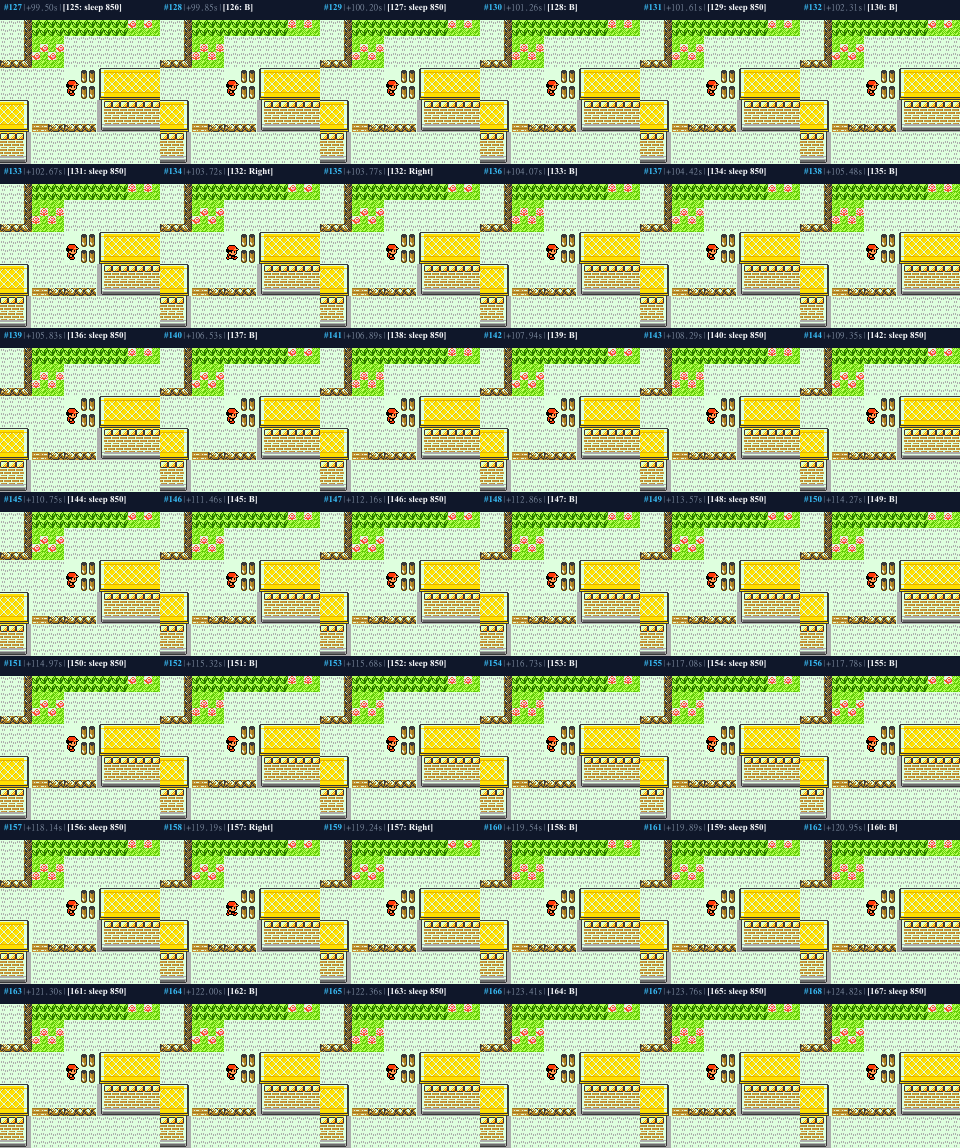 #127 | +99.50s | [125: sleep 850] #128 | +99.85s | [126: B] #129 | +100.20s | [127: sleep 850] #130 | +101.26s | [128: B] #131 | +101.61s | [129: sleep 850] #132 | +102.31s | [130: B]
#133 | +102.67s | [131: sleep 850] #134 | +103.72s | [132: Right] #135 | +103.77s | [132: Right] #136 | +104.07s | [133: B] #137 | +104.42s | [134: sleep 850] #138 | +105.48s | [135: B]
#139 | +105.83s | [136: sleep 850] #140 | +106.53s | [137: B] #141 | +106.89s | [138: sleep 850] #142 | +107.94s | [139: B] #143 | +108.29s | [140: sleep 850] #144 | +109.35s | [142: sleep 850]
#145 | +110.75s | [144: sleep 850] #146 | +111.46s | [145: B] #147 | +112.16s | [146: sleep 850] #148 | +112.86s | [147: B] #149 | +113.57s | [148: sleep 850] #150 | +114.27s | [149: B]
#151 | +114.97s | [150: sleep 850] #152 | +115.32s | [151: B] #153 | +115.68s | [152: sleep 850] #154 | +116.73s | [153: B] #155 | +117.08s | [154: sleep 850] #156 | +117.78s | [155: B]
#157 | +118.14s | [156: sleep 850] #158 | +119.19s | [157: Right] #159 | +119.24s | [157: Right] #160 | +119.54s | [158: B] #161 | +119.89s | [159: sleep 850] #162 | +120.95s | [160: B]
#163 | +121.30s | [161: sleep 850] #164 | +122.00s | [162: B] #165 | +122.36s | [163: sleep 850] #166 | +123.41s | [164: B] #167 | +123.76s | [165: sleep 850] #168 | +124.82s | [167: sleep 850]